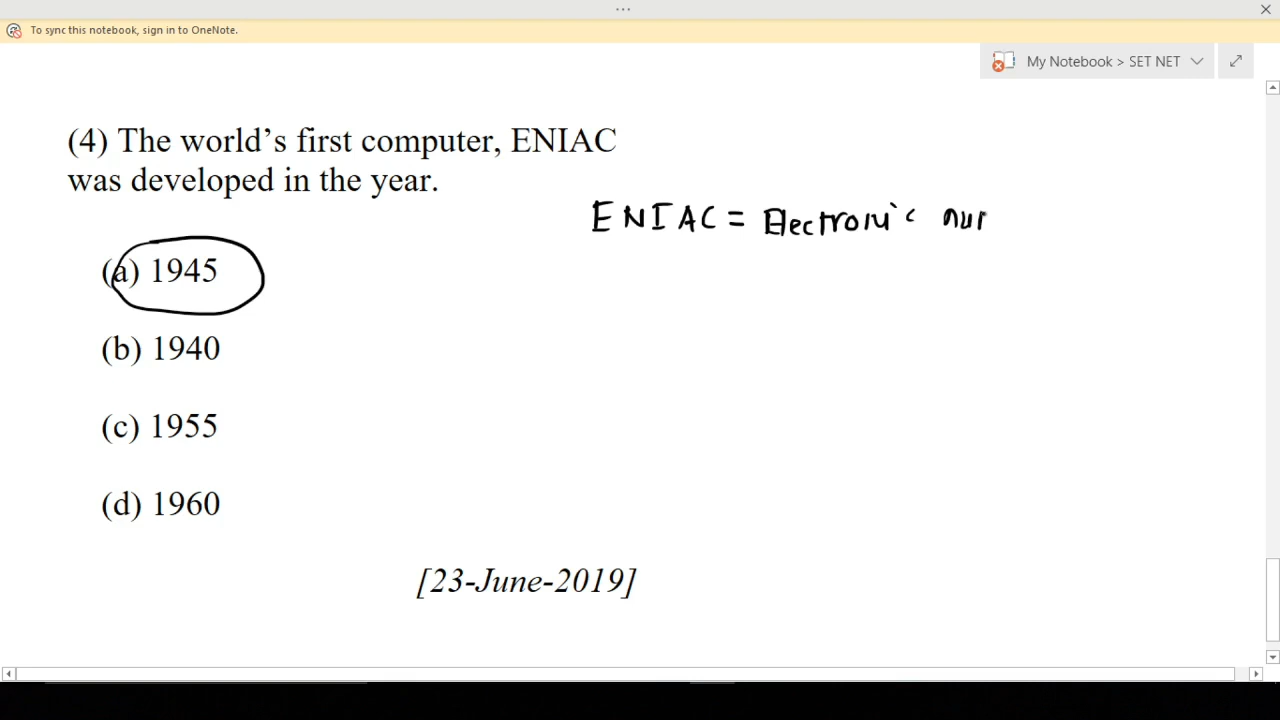 To sync this notebook, sign in to OneNote.
My Notebook > SET NET
(4) The world's first computer, ENIAC
was developed in the year.
ENIAC = Electronic nur
(a) 1945
(b) 1940
(c) 1955
(d) 1960
[23-June-2019]